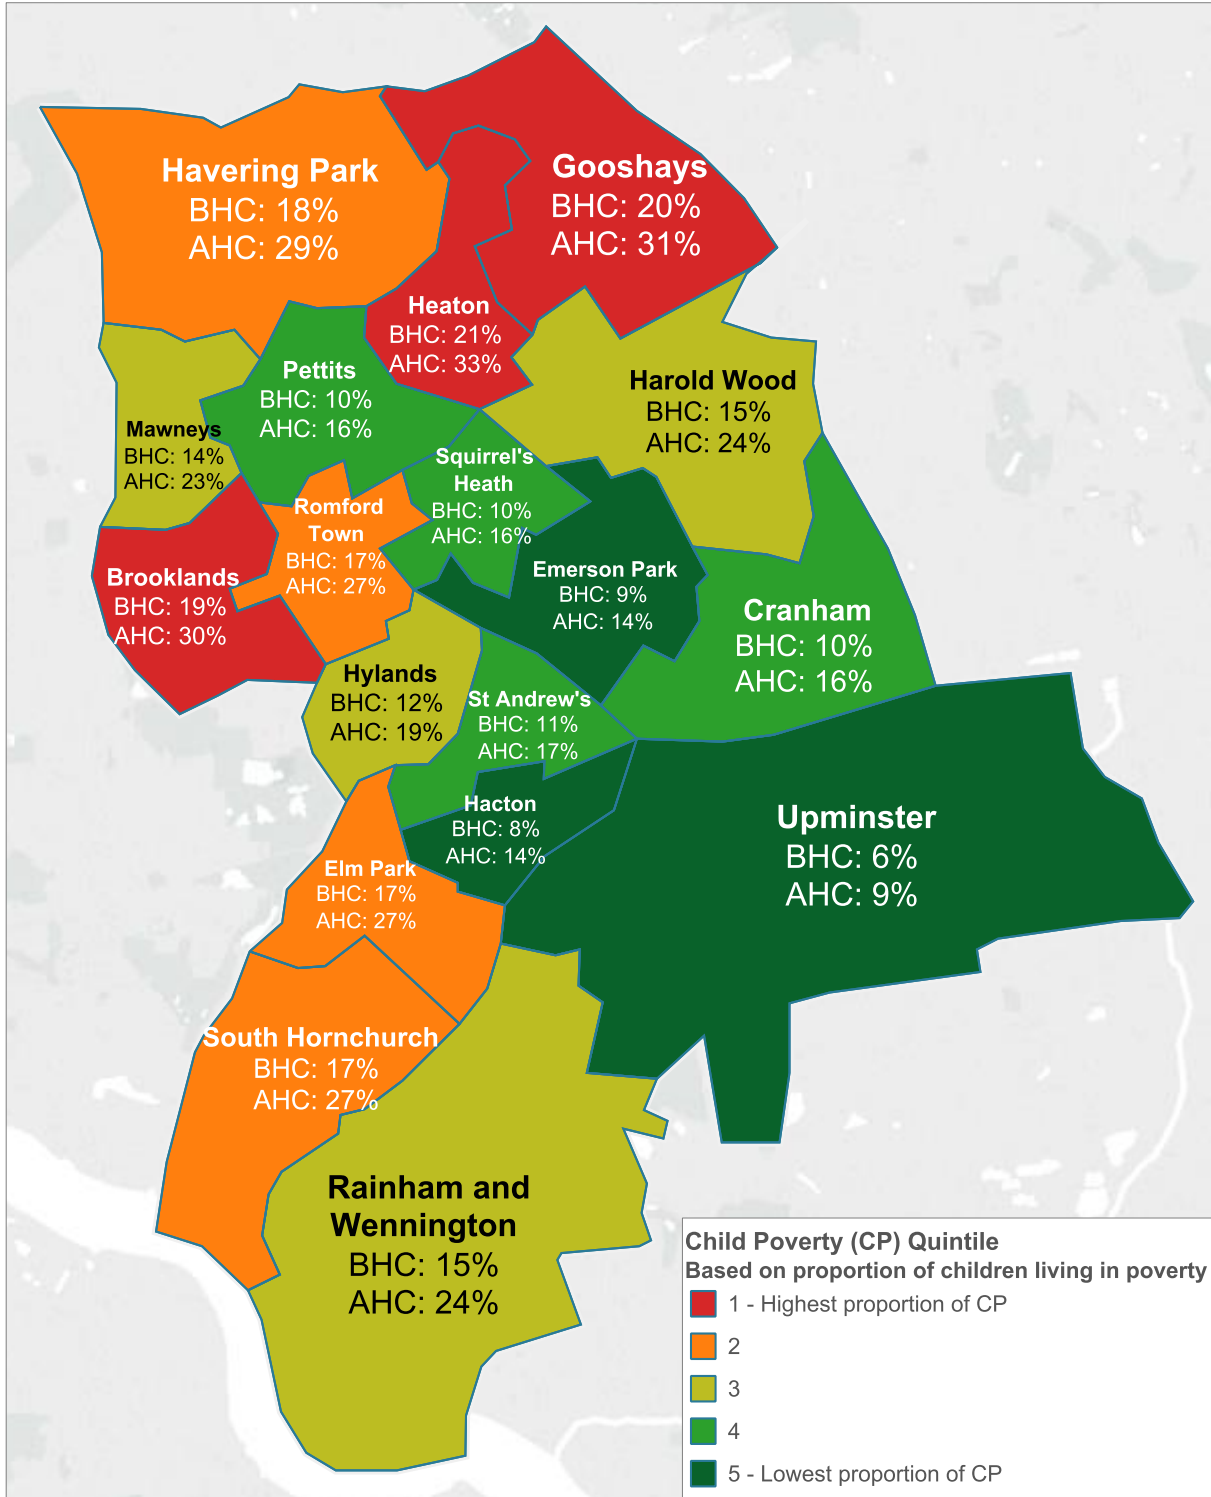 Havering Park
BHC: 18%
AHC: 29%
Gooshays
BHC: 20%
AHC: 31%
Heaton
BHC: 21%
AHC: 33%
Pettits
BHC: 10%
AHC: 16%
Harold Wood
BHC: 15%
AHC: 24%
Mawneys
BHC: 14%
AHC: 23%
Squirrel's
Heath
BHC: 10%
AHC: 16%
Romford
Town
BHC: 17%
AHC: 27%
Brooklands
BHC: 19%
AHC: 30%
Emerson Park
BHC: 9%
AHC: 14%
Cranham
BHC: 10%
AHC: 16%
Hylands
BHC: 12%
AHC: 19%
St Andrew's
BHC: 11%
AHC: 17%
Hacton
BHC: 8%
AHC: 14%
Upminster
BHC: 6%
AHC: 9%
Elm Park
BHC: 17%
AHC: 27%
South Hornchurch
BHC: 17%
AHC: 27%
Rainham and
Wennington
BHC: 15%
AHC: 24%
Child Poverty (CP) Quintile
Based on proportion of children living in poverty
1 - Highest proportion of CP
2
3
4
5 - Lowest proportion of CP